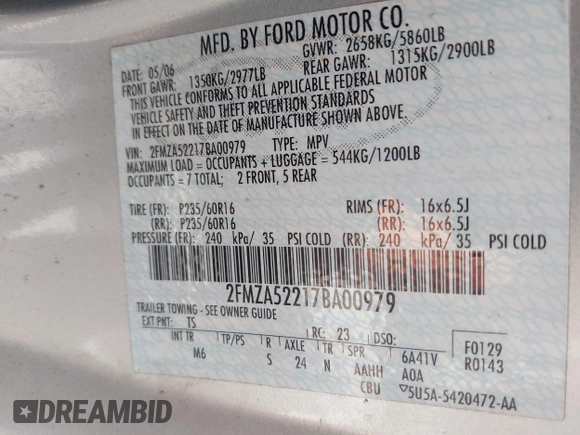 MFD. BY FORD MOTOR CO.
DATE: 05/06 GVWR: 2658KG/5860LB
FRONT GAWR: 1350KG/2977LB REAR GAWR: 1315KG/2900LB
THIS VEHICLE CONFORMS TO ALL APPLICABLE FEDERAL MOTOR
VEHICLE SAFETY AND THEFT PREVENTION STANDARDS
IN EFFECT ON THE DATE OF MANUFACTURE SHOWN ABOVE.
VIN: 2FMZA52217BA00979 TYPE: MPV
MAXIMUM LOAD = OCCUPANTS + LUGGAGE = 544KG/1200LB
OCCUPANTS = 7 TOTAL; 2 FRONT, 5 REAR
TIRE (FR): P235/60R16 RIMS (FR): 16x6.5J
(RR): P235/60R16 (RR): 16x6.5J
PRESSURE (FR): 240 kPa/ 35 PSI COLD (RR): 240 kPa/ 35 PSI COLD
2FMZA52217BA00979
TRAILER TOWING - SEE OWNER GUIDE
EXT PNT: TS RC: 23 DSO:
INT TR TP/PS R AXLE TR SPR 6A41V F0129
M6 S 24 N AAHH A0A R0143
CBU ▽5U5A-5420472-AA
DREAMBID